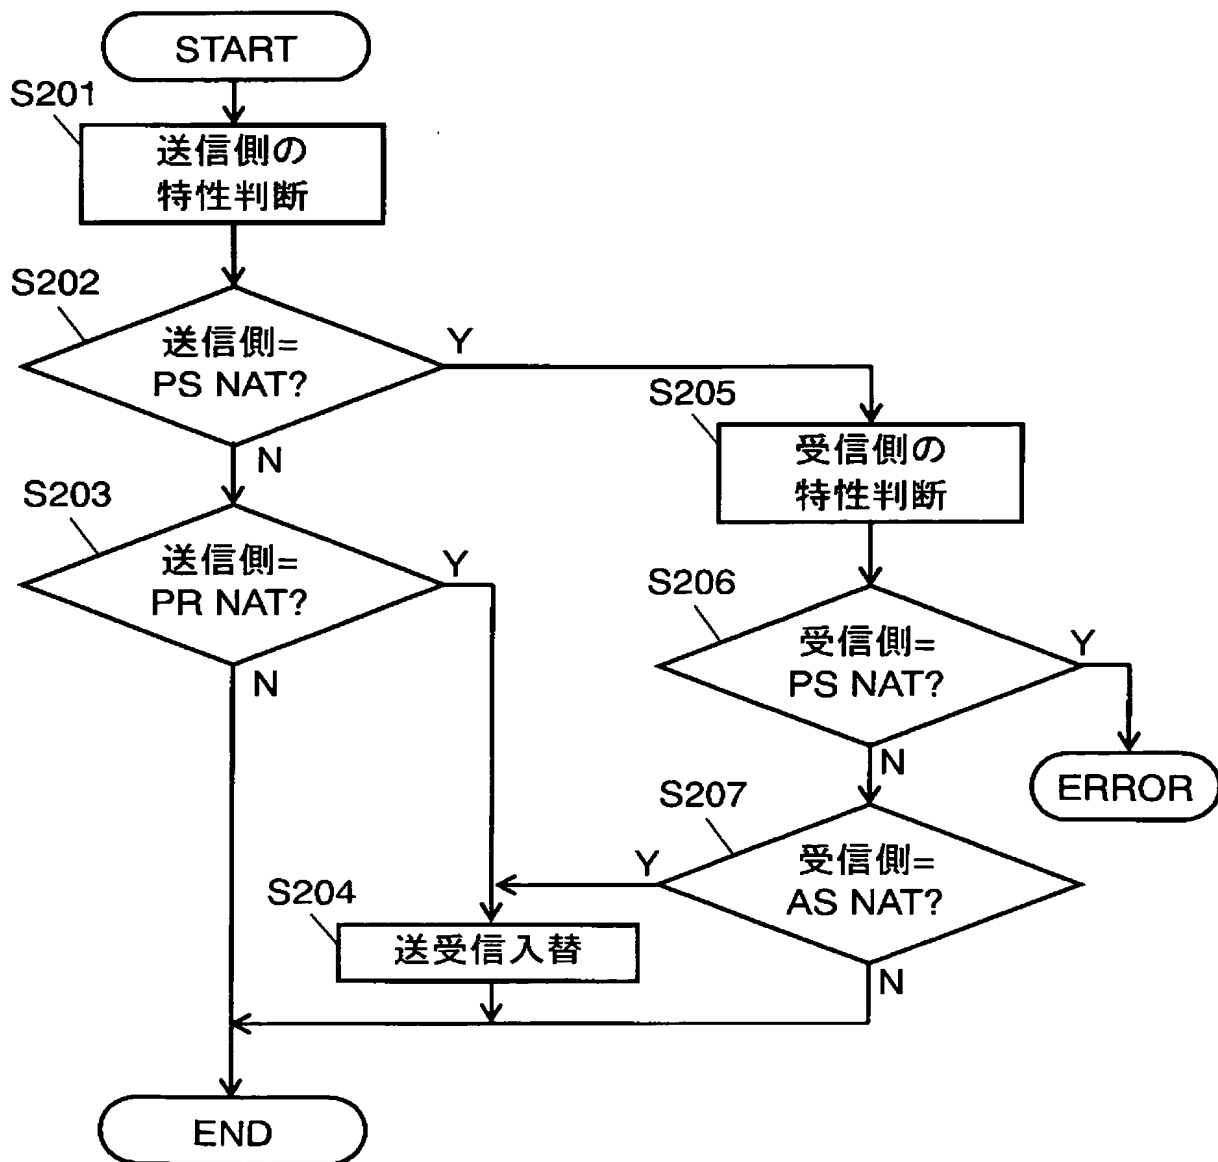 START
S201
送信側の
特性判断
S202
送信側=
PS NAT?
Y
N
S203
送信側=
PR NAT?
Y
N
S205
受信側の
特性判断
S206
受信側=
PS NAT?
Y
N
ERROR
S207
受信側=
AS NAT?
Y
N
S204
送受信入替
END